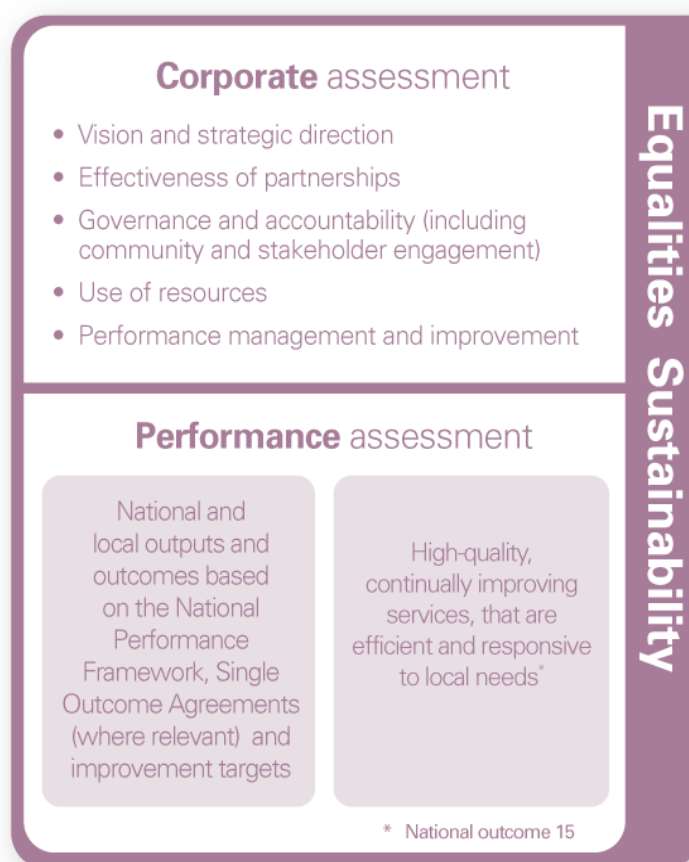 Corporate assessment
• Vision and strategic direction
• Effectiveness of partnerships
• Governance and accountability (including
community and stakeholder engagement)
• Use of resources
• Performance management and improvement
Performance assessment
National and
local outputs and
outcomes based
on the National
Performance
Framework, Single
Outcome Agreements
(where relevant) and
improvement targets
High-quality,
continually improving
services, that are
efficient and responsive
to local needs*
* National outcome 15
Equalities Sustainability